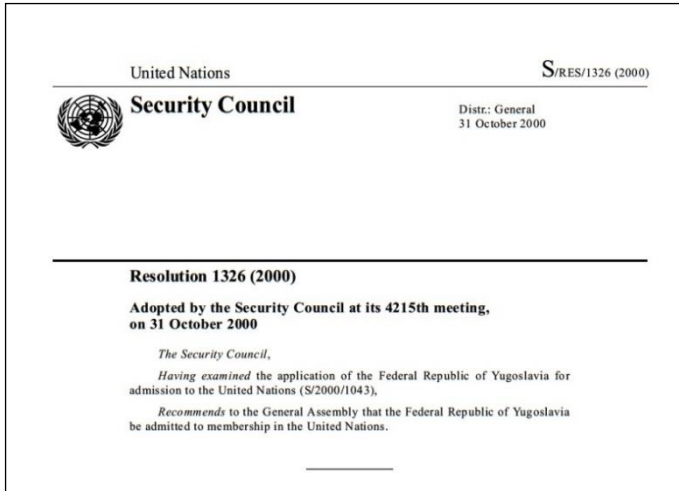 United Nations S/RES/1326 (2000)
Security Council
Distr.: General
31 October 2000
Resolution 1326 (2000)
Adopted by the Security Council at its 4215th meeting,
on 31 October 2000
The Security Council,
Having examined the application of the Federal Republic of Yugoslavia for
admission to the United Nations (S/2000/1043),
Recommends to the General Assembly that the Federal Republic of Yugoslavia
be admitted to membership in the United Nations.